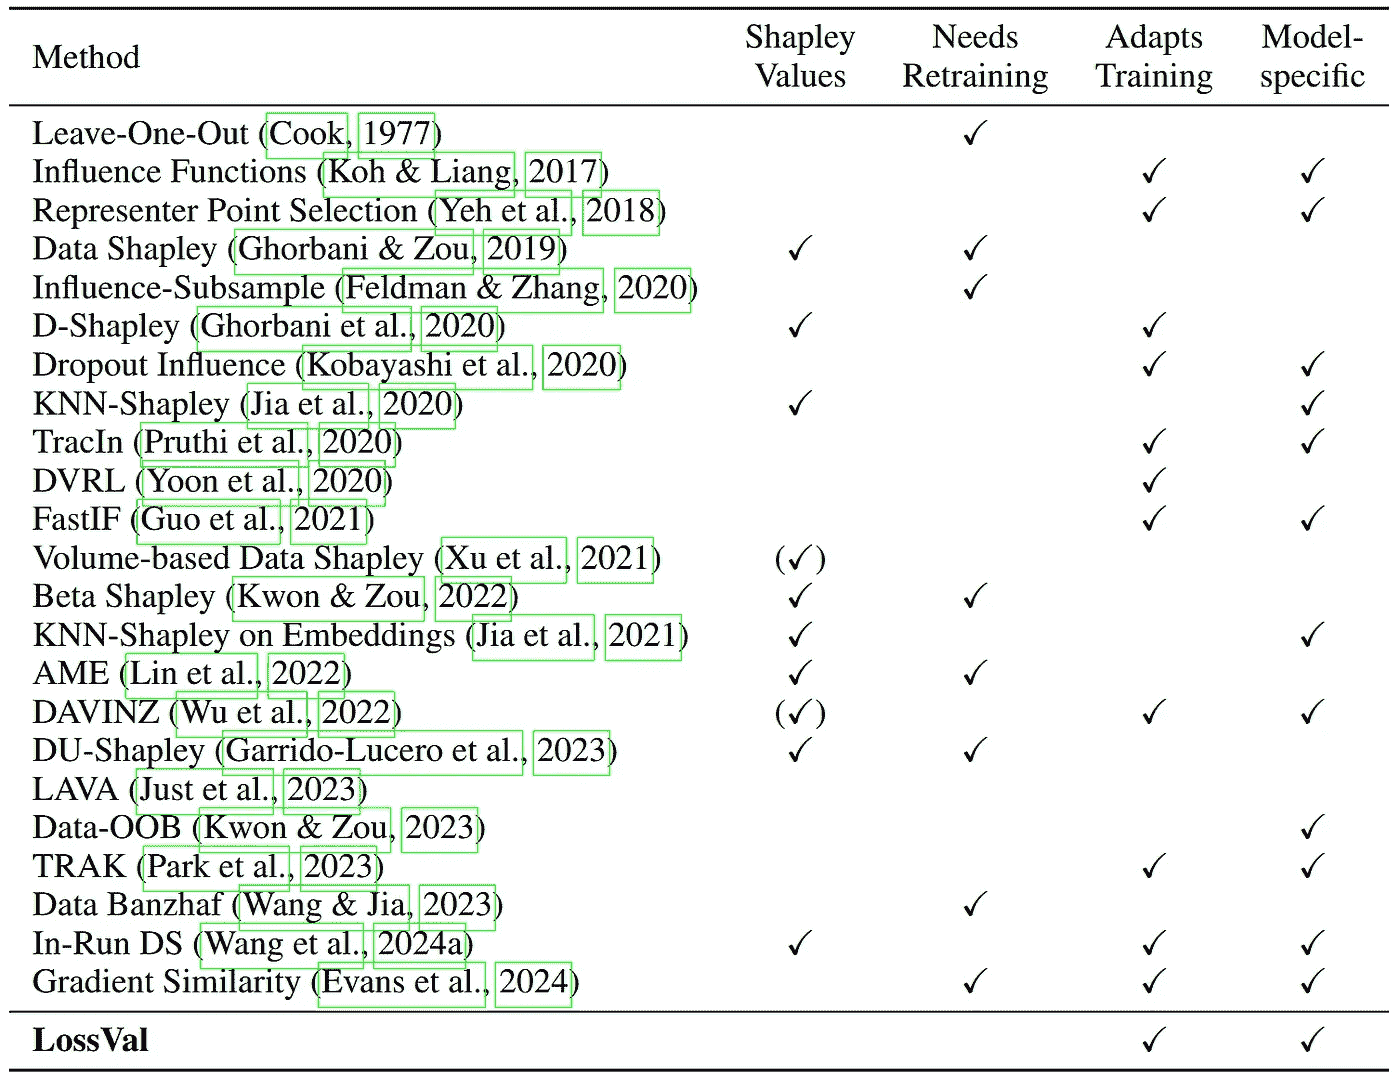 Method Shapley Values Needs Retraining Adapts Training Model-specific
Leave-One-Out (Cook, 1977) ✓
Influence Functions (Koh & Liang, 2017) ✓ ✓
Representer Point Selection (Yeh et al., 2018) ✓ ✓
Data Shapley (Ghorbani & Zou, 2019) ✓ ✓
Influence-Subsample (Feldman & Zhang, 2020) ✓
D-Shapley (Ghorbani et al., 2020) ✓ ✓
Dropout Influence (Kobayashi et al., 2020) ✓ ✓
KNN-Shapley (Jia et al., 2020) ✓ ✓
TracIn (Pruthi et al., 2020) ✓ ✓
DVRL (Yoon et al., 2020) ✓
FastIF (Guo et al., 2021) ✓ ✓
Volume-based Data Shapley (Xu et al., 2021) (✓)
Beta Shapley (Kwon & Zou, 2022) ✓ ✓
KNN-Shapley on Embeddings (Jia et al., 2021) ✓ ✓
AME (Lin et al., 2022) ✓ ✓
DAVINZ (Wu et al., 2022) (✓) ✓ ✓
DU-Shapley (Garrido-Lucero et al., 2023) ✓ ✓
LAVA (Just et al., 2023)
Data-OOB (Kwon & Zou, 2023) ✓
TRAK (Park et al., 2023) ✓ ✓
Data Banzhaf (Wang & Jia, 2023) ✓
In-Run DS (Wang et al., 2024a) ✓ ✓ ✓
Gradient Similarity (Evans et al., 2024) ✓ ✓ ✓
LossVal ✓ ✓